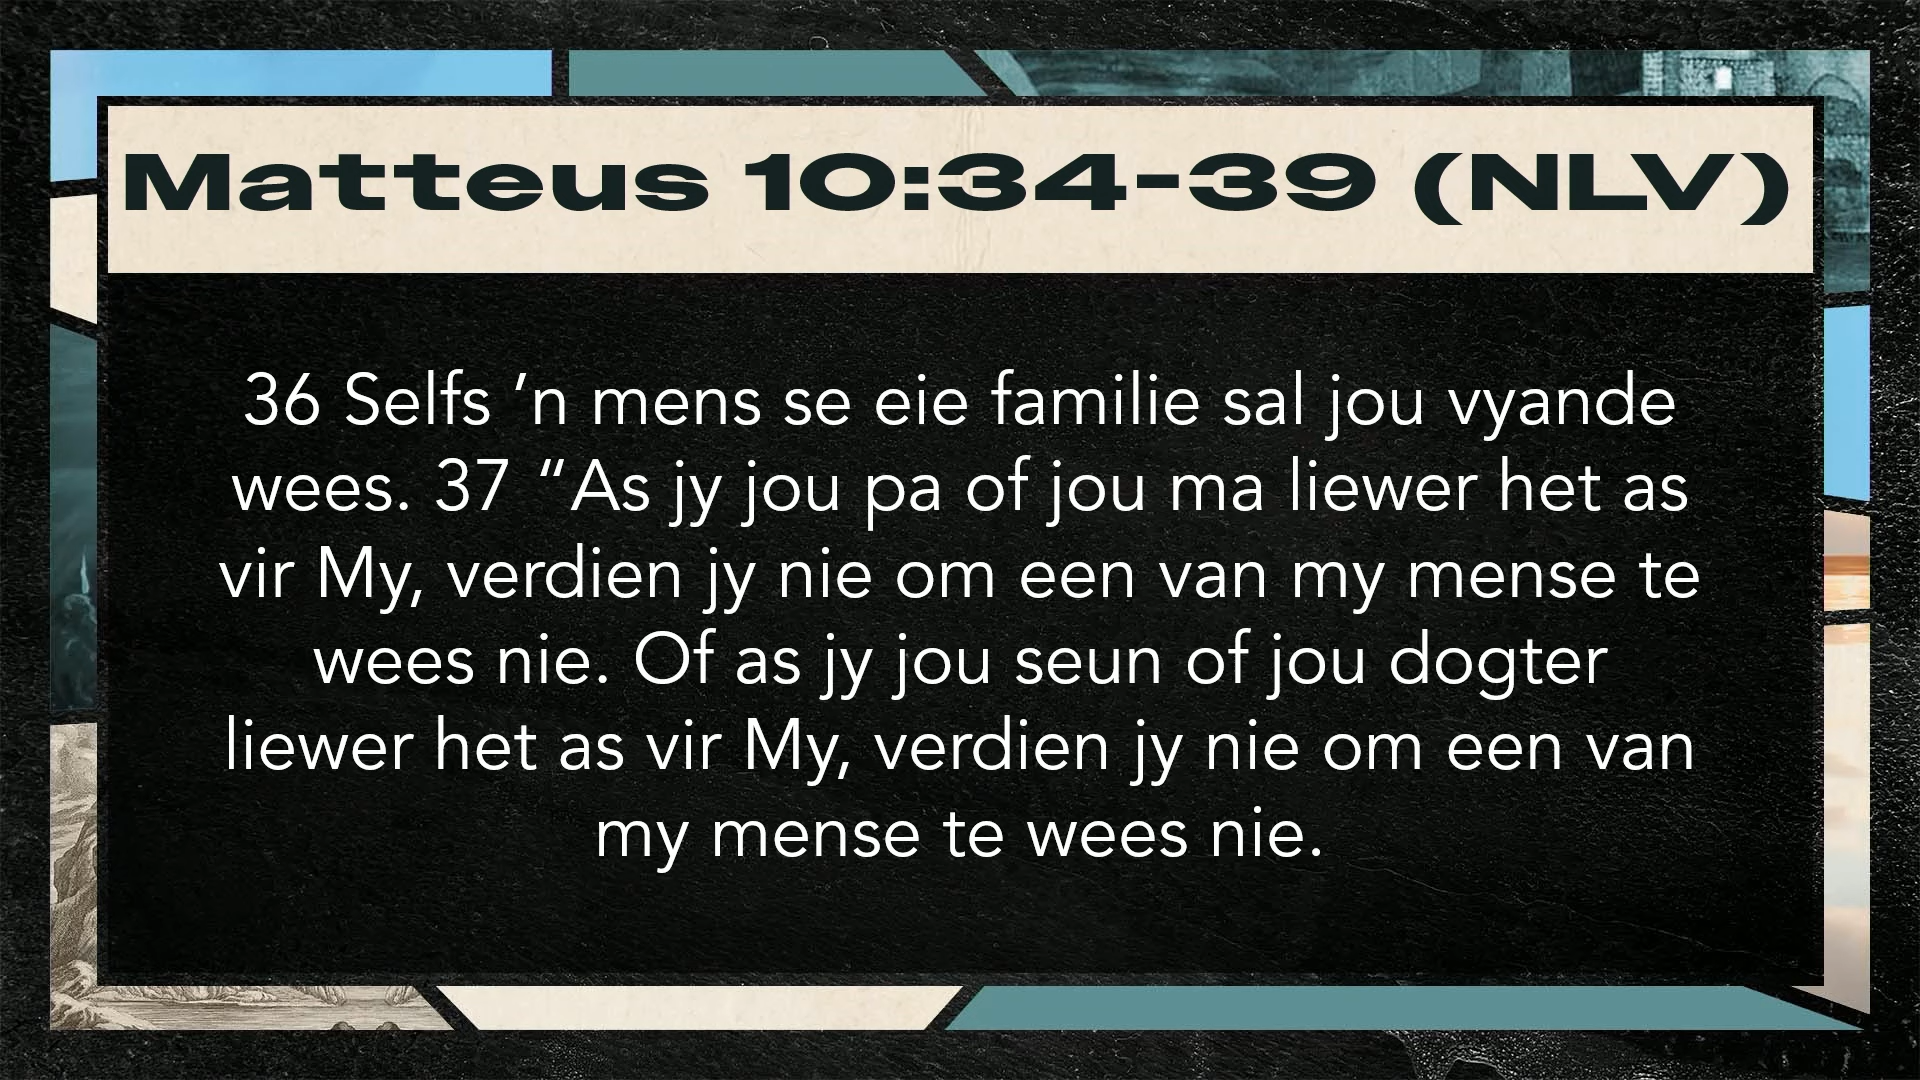 Matteus 10:34-39 (NLV)
36 Selfs ’n mens se eie familie sal jou vyande
wees. 37 “As jy jou pa of jou ma liewer het as
vir My, verdien jy nie om een van my mense te
wees nie. Of as jy jou seun of jou dogter
liewer het as vir My, verdien jy nie om een van
my mense te wees nie.